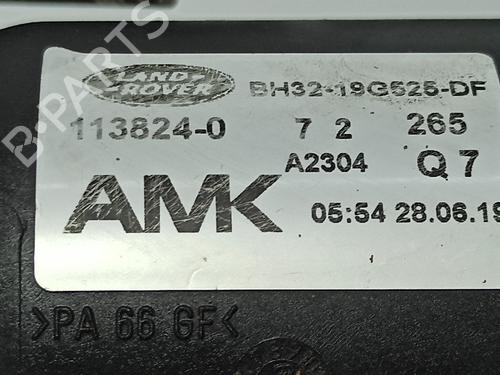 LAND-
ROVER
BH32-19G525-DF
113824-0 7 2 265
A2304 Q 7
AMK
05:54 28.06.19
>PA 66 GF<
B-PARTS